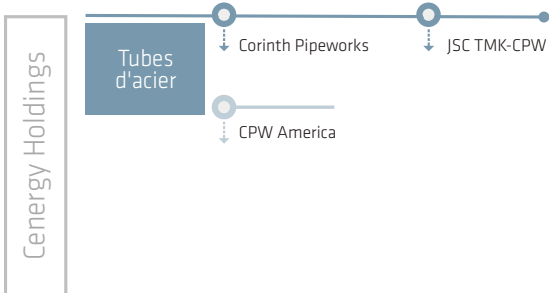 Cenergy Holdings
Tubes
d'acier
Corinth Pipeworks
JSC TMK-CPW
CPW America